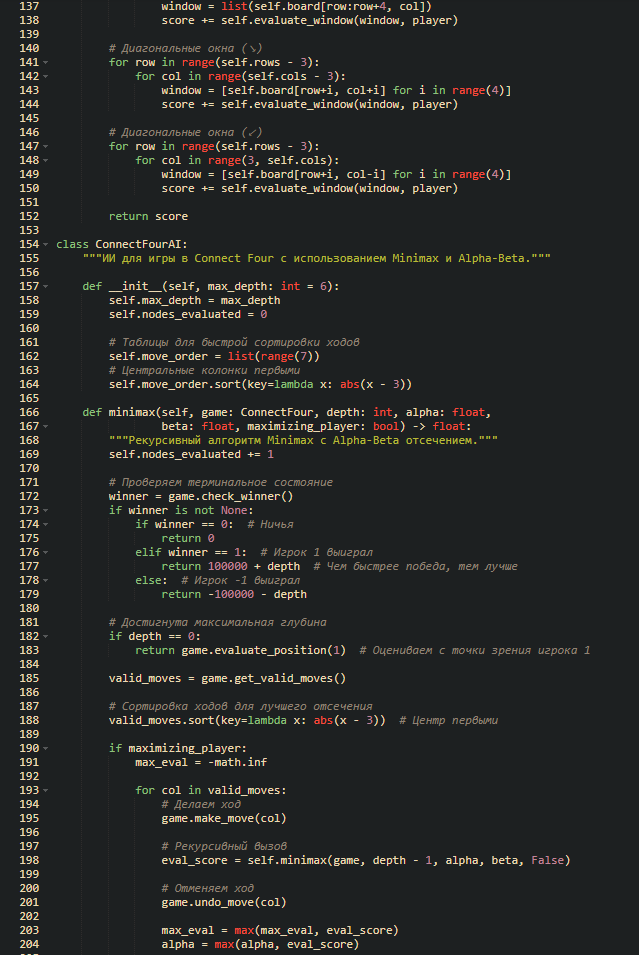 137                 window = list(self.board[row:row+4, col])
138                 score += self.evaluate_window(window, player)
139
140         # Диагональные окна (↘)
141         for row in range(self.rows - 3):
142             for col in range(self.cols - 3):
143                 window = [self.board[row+i, col+i] for i in range(4)]
144                 score += self.evaluate_window(window, player)
145
146         # Диагональные окна (↙)
147         for row in range(self.rows - 3):
148             for col in range(3, self.cols):
149                 window = [self.board[row+i, col-i] for i in range(4)]
150                 score += self.evaluate_window(window, player)
151
152         return score
153
154 class ConnectFourAI:
155     """ИИ для игры в Connect Four с использованием Minimax и Alpha-Beta."""
156
157     def __init__(self, max_depth: int = 6):
158         self.max_depth = max_depth
159         self.nodes_evaluated = 0
160
161         # Таблицы для быстрой сортировки ходов
162         self.move_order = list(range(7))
163         # Центральные колонки первыми
164         self.move_order.sort(key=lambda x: abs(x - 3))
165
166     def minimax(self, game: ConnectFour, depth: int, alpha: float,
167                 beta: float, maximizing_player: bool) -> float:
168         """Рекурсивный алгоритм Minimax с Alpha-Beta отсечением."""
169         self.nodes_evaluated += 1
170
171         # Проверяем терминальное состояние
172         winner = game.check_winner()
173         if winner is not None:
174             if winner == 0:  # Ничья
175                 return 0
176             elif winner == 1:  # Игрок 1 выиграл
177                 return 100000 + depth  # Чем быстрее победа, тем лучше
178             else:  # Игрок -1 выиграл
179                 return -100000 - depth
180
181         # Достигнута максимальная глубина
182         if depth == 0:
183             return game.evaluate_position(1)  # Оцениваем с точки зрения игрока 1
184
185         valid_moves = game.get_valid_moves()
186
187         # Сортировка ходов для лучшего отсечения
188         valid_moves.sort(key=lambda x: abs(x - 3))  # Центр первыми
189
190         if maximizing_player:
191             max_eval = -math.inf
192
193             for col in valid_moves:
194                 # Делаем ход
195                 game.make_move(col)
196
197                 # Рекурсивный вызов
198                 eval_score = self.minimax(game, depth - 1, alpha, beta, False)
199
200                 # Отменяем ход
201                 game.undo_move(col)
202
203                 max_eval = max(max_eval, eval_score)
204                 alpha = max(alpha, eval_score)